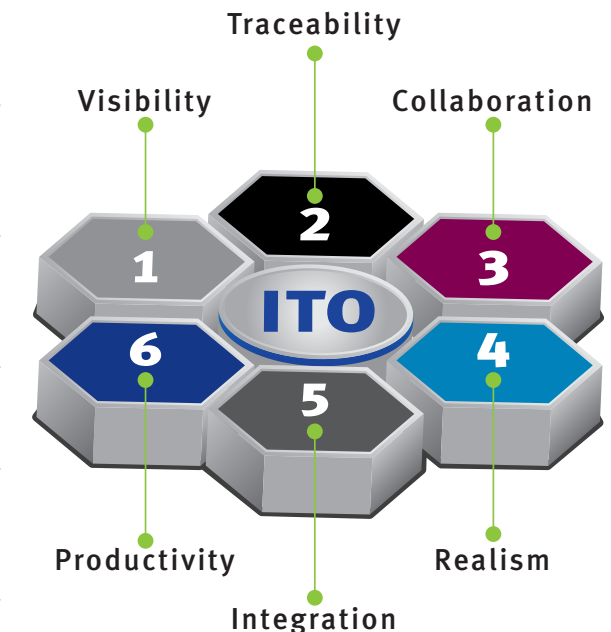 Traceability
Visibility
Collaboration
2
1
3
ITO
6
4
5
Productivity
Realism
Integration